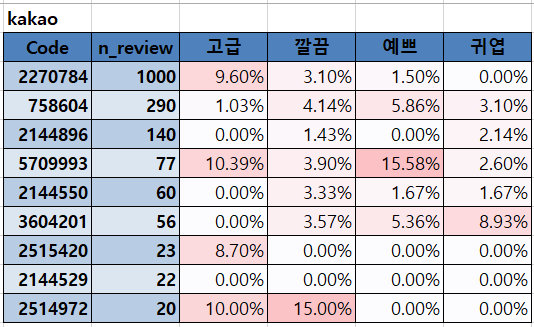 kakao
Code n_review 고급 깔끔 예쁘 귀엽
2270784 1000 9.60% 3.10% 1.50% 0.00%
758604 290 1.03% 4.14% 5.86% 3.10%
2144896 140 0.00% 1.43% 0.00% 2.14%
5709993 77 10.39% 3.90% 15.58% 2.60%
2144550 60 0.00% 3.33% 1.67% 1.67%
3604201 56 0.00% 3.57% 5.36% 8.93%
2515420 23 8.70% 0.00% 0.00% 0.00%
2144529 22 0.00% 0.00% 0.00% 0.00%
2514972 20 10.00% 15.00% 0.00% 0.00%